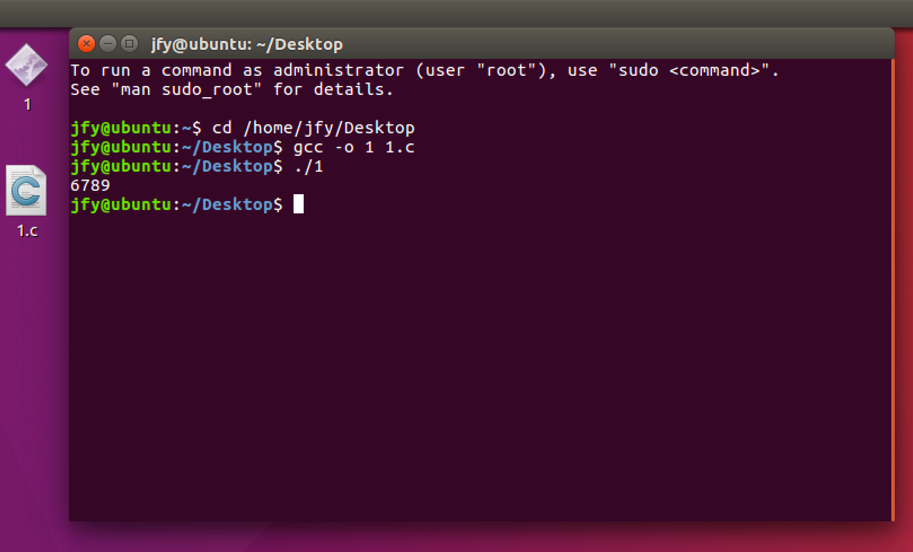 jfy@ubuntu: ~/Desktop
To run a command as administrator (user "root"), use "sudo <command>".
See "man sudo_root" for details.
jfy@ubuntu:~$ cd /home/jfy/Desktop
jfy@ubuntu:~/Desktop$ gcc -o 1 1.c
jfy@ubuntu:~/Desktop$ ./1
6789
jfy@ubuntu:~/Desktop$
1
C
1.c